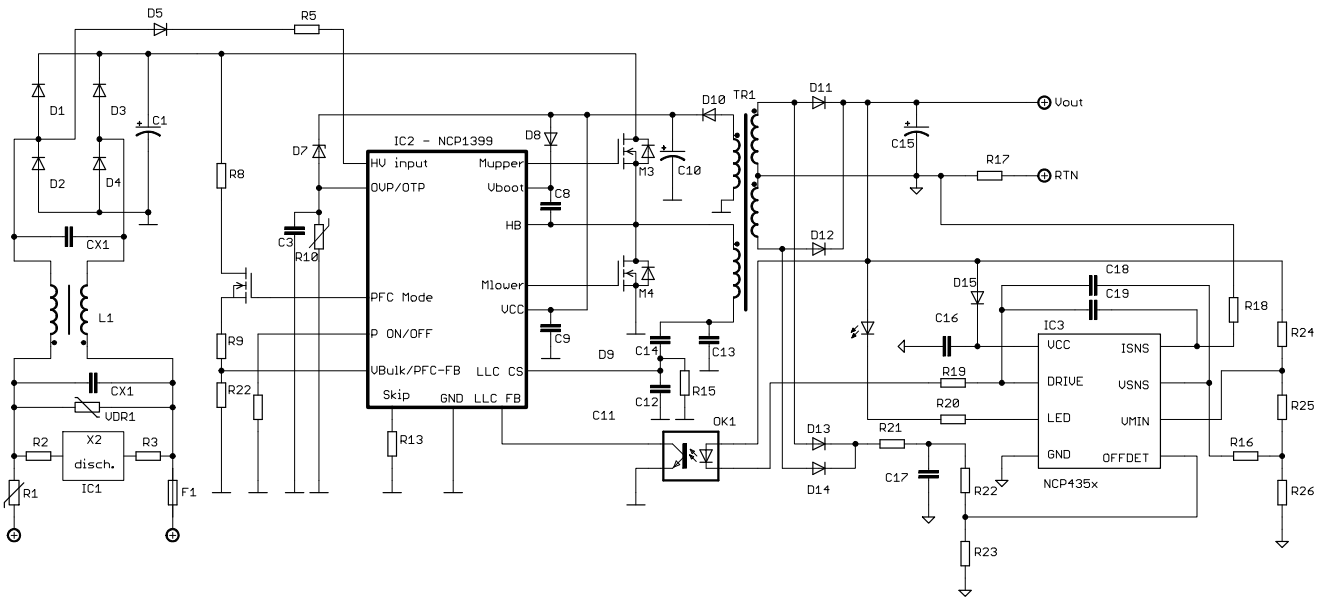 D5
R5
D1
D3
C1
D2
D4
CX1
L1
CX1
VDR1
R2
X2
disch.
R3
IC1
R1
F1
R8
R9
R22
D7
C3
R10
IC2 - NCP1399
HV input
OVP/OTP
PFC Mode
P ON/OFF
VBulk/PFC-FB
Skip
GND
LLC FB
Mupper
Vboot
HB
Mlower
VCC
LLC CS
R13
D8
C8
C9
M3
M4
C10
D10
TR1
D9
C14
C13
C12
R15
C11
OK1
D11
D12
C15
R17
Vout
RTN
D15
C18
C19
C16
R18
R24
R19
R20
IC3
VCC
DRIVE
LED
GND
ISNS
VSNS
VMIN
OFFDET
NCP435x
R25
R16
R26
D13
D14
R21
C17
R22
R23